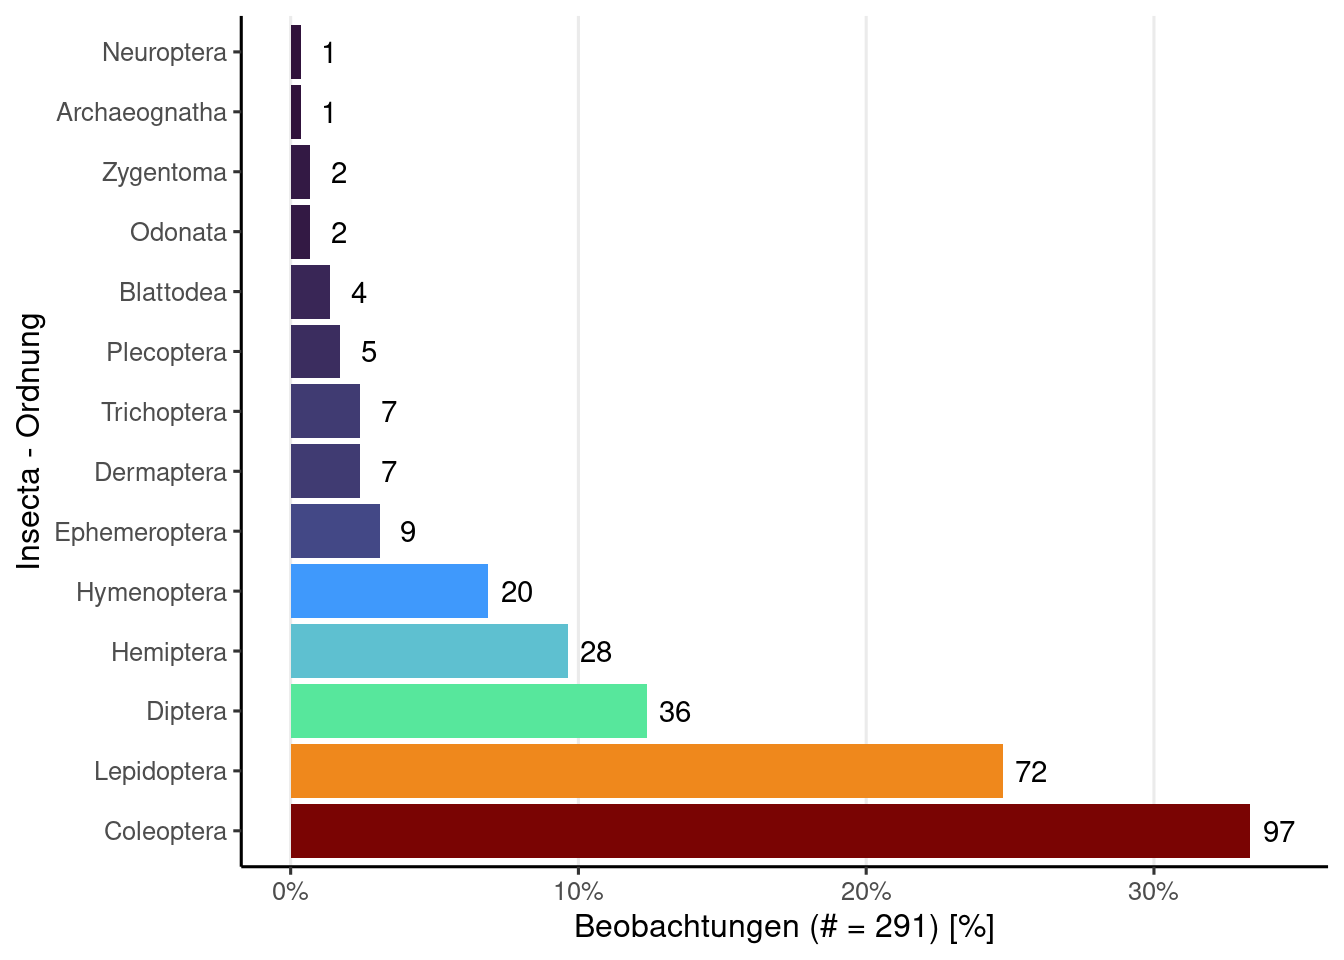 Insecta - Ordnung
Neuroptera 1
Archaeognatha 1
Zygentoma 2
Odonata 2
Blattodea 4
Plecoptera 5
Trichoptera 7
Dermaptera 7
Ephemeroptera 9
Hymenoptera 20
Hemiptera 28
Diptera 36
Lepidoptera 72
Coleoptera 97
0% 10% 20% 30%
Beobachtungen (# = 291) [%]